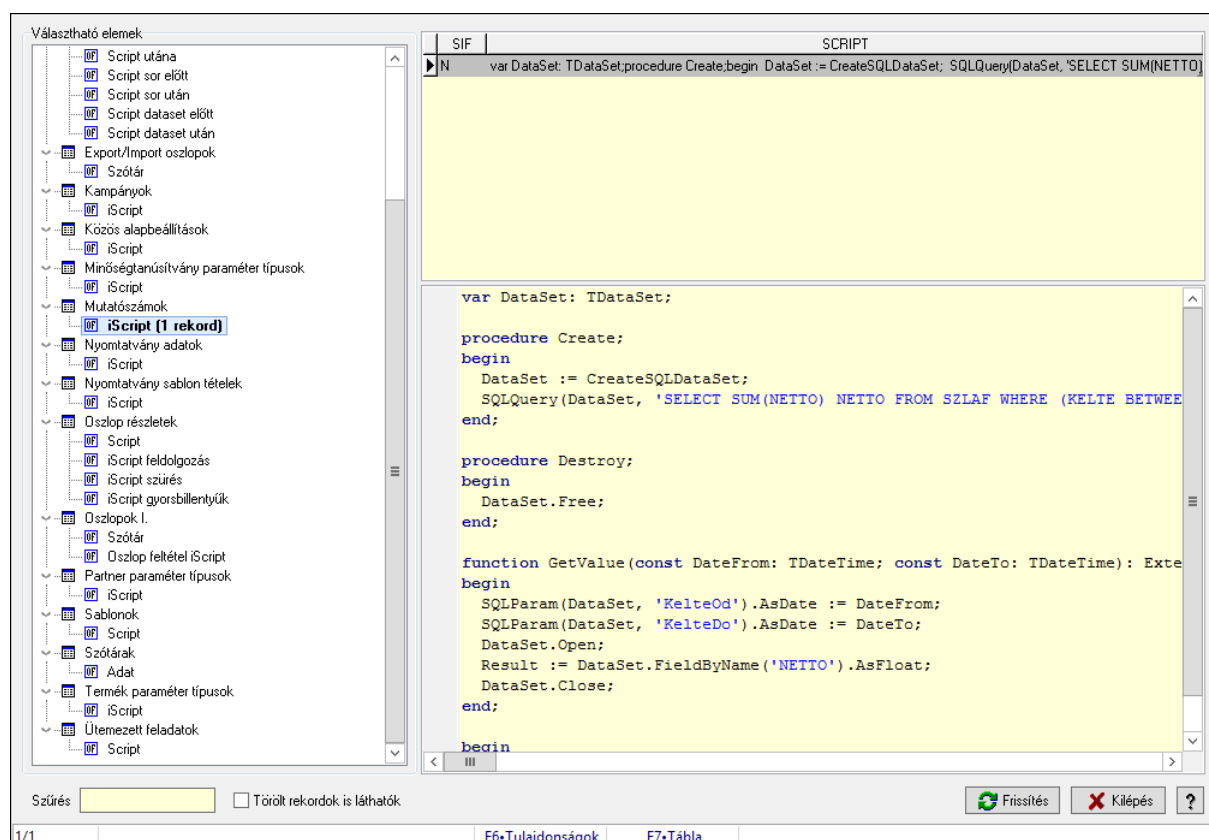 Választható elemek
Script utána
Script sor előtt
Script sor után
Script dataset előtt
Script dataset után
Export/Import oszlopok
Szótár
Kampányok
iScript
Közös alapbeállítások
iScript
Minőségtanúsítvány paraméter típusok
iScript
Mutatószámok
iScript (1 rekord)
Nyomtatvány adatok
iScript
Nyomtatvány sablon tételek
iScript
Oszlop részletek
Script
iScript feldolgozás
iScript szürés
iScript gyorsbillentyűk
Oszlopok I.
Szótár
Oszlop feltétel iScript
Partner paraméter típusok
iScript
Sablonok
Script
Szótárak
Adat
Termék paraméter típusok
iScript
Ütemezett feladatok
Script
SIF SCRIPT
N var DataSet: TDataSet;procedure Create;begin DataSet := CreateSQLDataSet; SQLQuery(DataSet, 'SELECT SUM(NETTO)
var DataSet: TDataSet;
procedure Create;
begin
DataSet := CreateSQLDataSet;
SQLQuery(DataSet, 'SELECT SUM(NETTO) NETTO FROM SZLAF WHERE (KELTE BETWEE
end;
procedure Destroy;
begin
DataSet.Free;
end;
function GetValue(const DateFrom: TDateTime; const DateTo: TDateTime): Exte
begin
SQLParam(DataSet, 'KelteOd').AsDate := DateFrom;
SQLParam(DataSet, 'KelteDo').AsDate := DateTo;
DataSet.Open;
Result := DataSet.FieldByName('NETTO').AsFloat;
DataSet.Close;
end;
begin
Szűrés Törölt rekordok is láthatók Frissítés Kilépés ?
1/1 F6•Tulajdonságok F7•Tábla